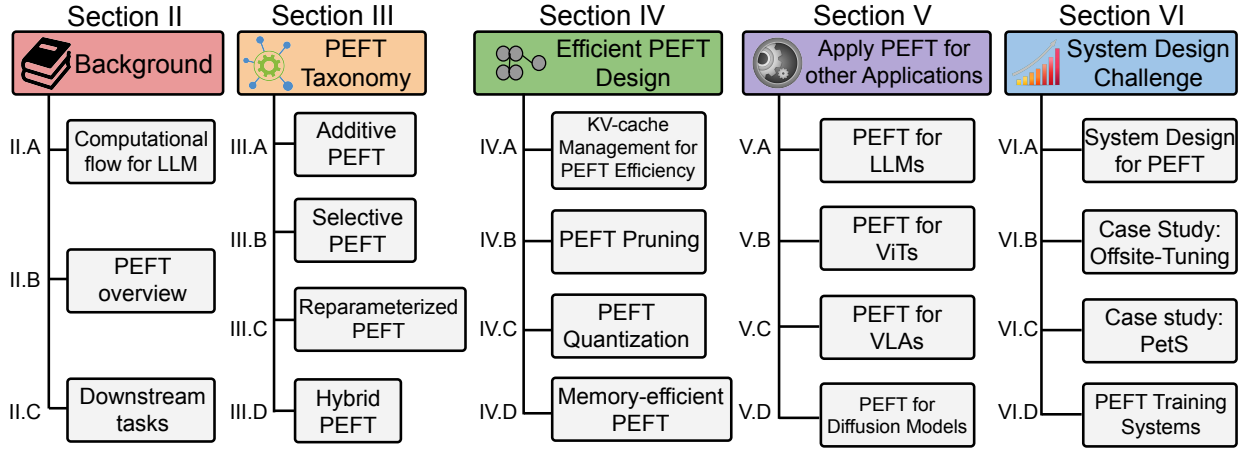 Section II
Background
II.A
Computational
flow for LLM
II.B
PEFT
overview
II.C
Downstream
tasks
Section III
PEFT
Taxonomy
III.A
Additive
PEFT
III.B
Selective
PEFT
III.C
Reparameterized
PEFT
III.D
Hybrid
PEFT
Section IV
Efficient PEFT
Design
IV.A
KV-cache
Management for
PEFT Efficiency
IV.B
PEFT Pruning
IV.C
PEFT
Quantization
IV.D
Memory-efficient
PEFT
Section V
Apply PEFT for
other Applications
V.A
PEFT for
LLMs
V.B
PEFT for
ViTs
V.C
PEFT for
VLAs
V.D
PEFT for
Diffusion Models
Section VI
System Design
Challenge
VI.A
System Design
for PEFT
VI.B
Case Study:
Offsite-Tuning
VI.C
Case study:
PetS
VI.D
PEFT Training
Systems